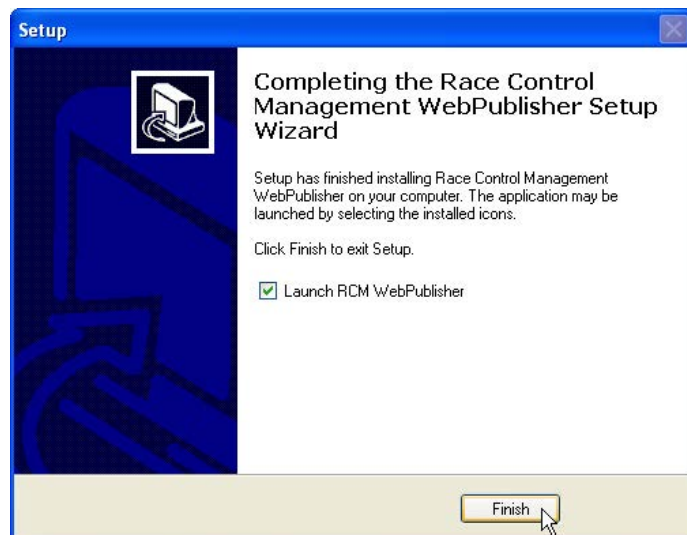 Setup
Completing the Race Control
Management WebPublisher Setup
Wizard
Setup has finished installing Race Control Management
WebPublisher on your computer. The application may be
launched by selecting the installed icons.
Click Finish to exit Setup.
Launch RCM WebPublisher
Finish